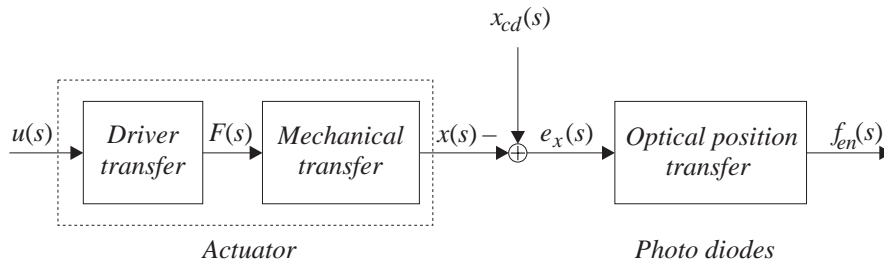 x_cd(s)
u(s)
Driver
transfer
F(s)
Mechanical
transfer
x(s) –
e_x(s)
Optical position
transfer
f_en(s)
Actuator
Photo diodes